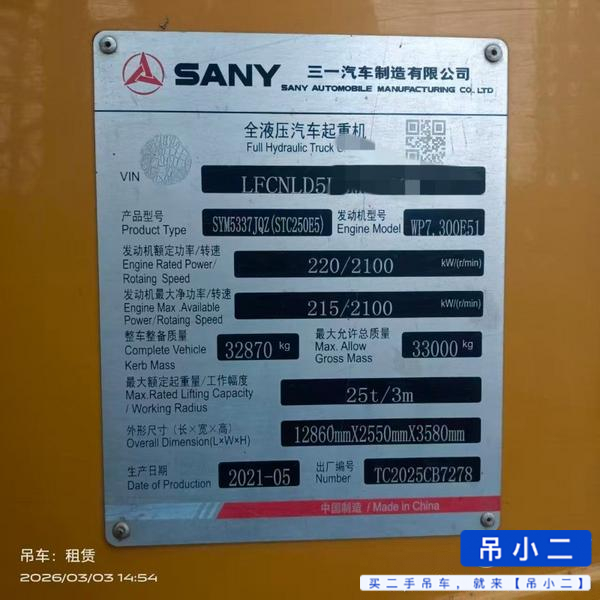 SANY 三一汽车制造有限公司
SANY AUTOMOBILE MANUFACTURING CO., LTD
全液压汽车起重机
Full Hydraulic Truck
VIN LFCNLD5
产品型号 SYM5337JQZ(STC250E5) 发动机型号 WP7.300E51
Product Type Engine Model
发动机额定功率/转速 220/2100 kW/(r/min)
Engine Rated Power/
Rotaing Speed
发动机最大净功率/转速 215/2100 kW/(r/min)
Engine Max .Available
Power/Rotaing Speed
整车整备质量 32870 kg 最大允许总质量 33000 kg
Complete Vehicle Max. Allow
Kerb Mass Gross Mass
最大额定起重量/工作幅度 25t/3m
Max.Rated Lifting Capacity
/ Working Radius
外形尺寸(长×宽×高) 12860mmX2550mmX3580mm
Overall Dimension(L×W×H)
生产日期 2021-05 出厂编号 TC2025CB7278
Date of Production Number
中国制造 / Made in China
吊车：租赁
2026/03/03 14:54
吊小二
买二手吊车，就来【吊小二】